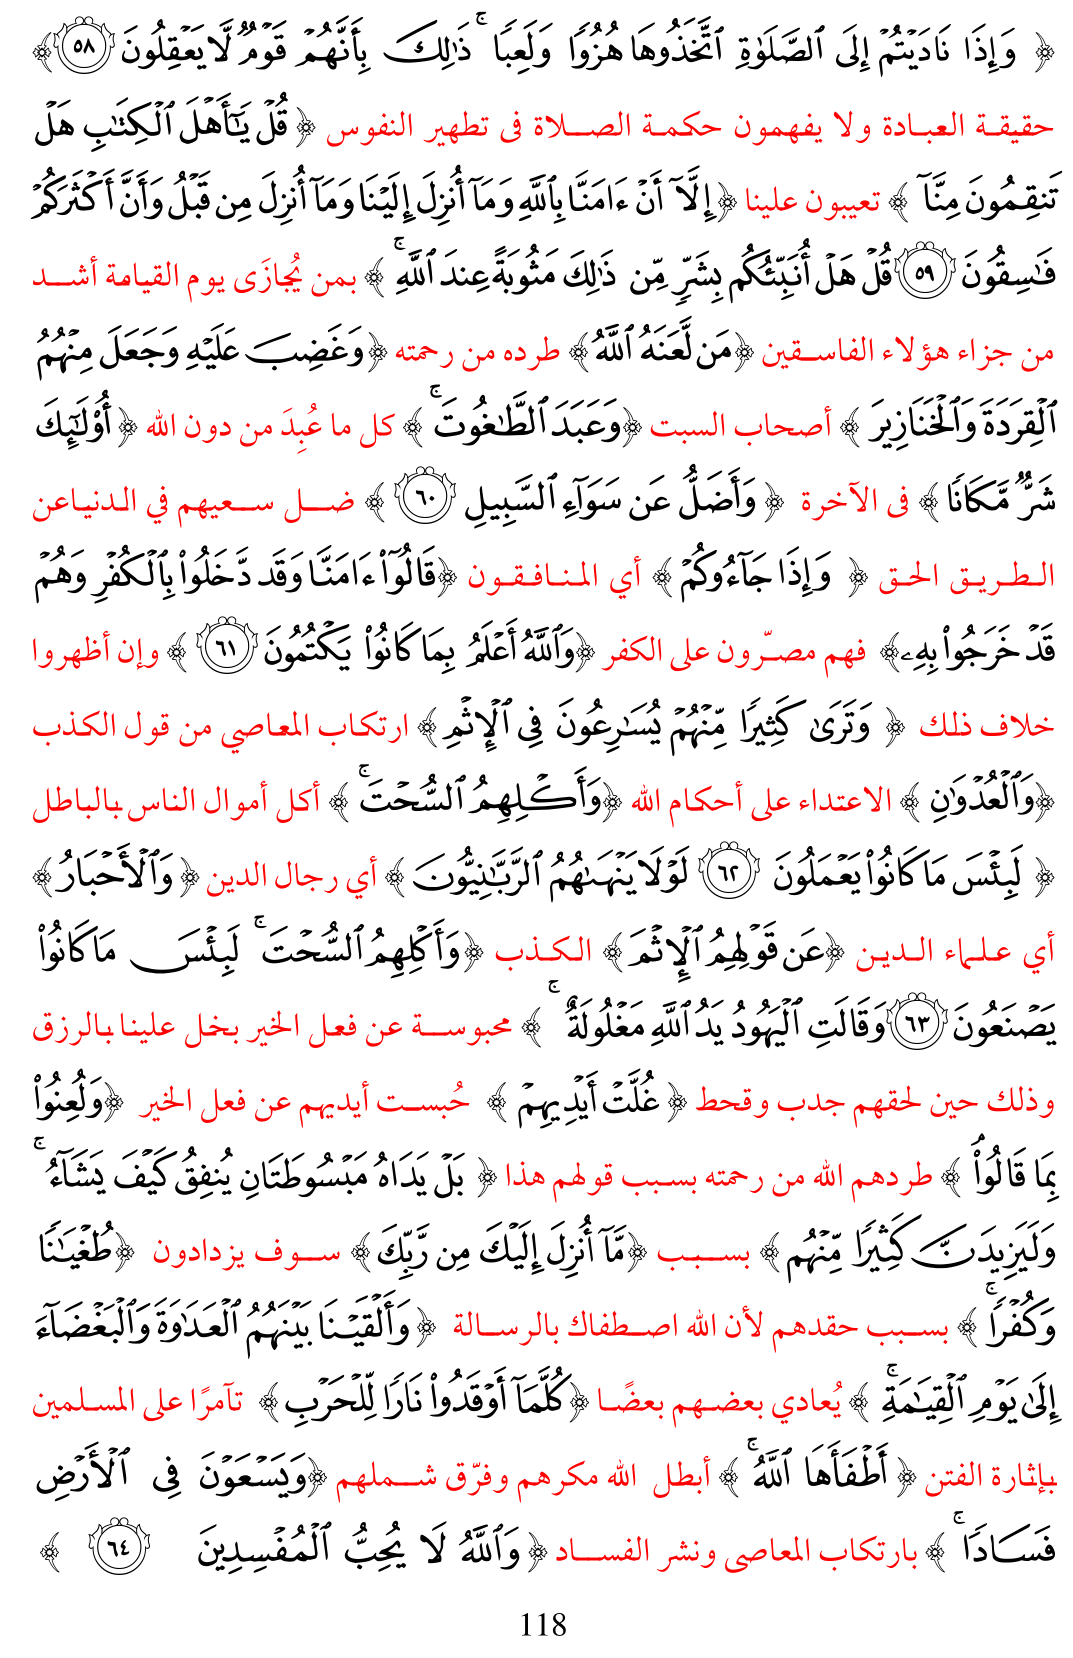 ﴿ وَإِذَا نَادَيْتُمْ إِلَى ٱلصَّلَوٰةِ ٱتَّخَذُوهَا هُزُوًا وَلَعِبًا ۚ ذَٰلِكَ بِأَنَّهُمْ قَوْمٌ لَّا يَعْقِلُونَ ٥٨﴾
حقيقة العبادة ولا يفهمون حكمة الصلاة فى تطهير النفوس ﴿ قُلْ يَـٰٓأَهْلَ ٱلْكِتَـٰبِ هَلْ
تَنقِمُونَ مِنَّآ ﴾ تعيبون علينا ﴿إِلَّآ أَنْ ءَامَنَّا بِٱللَّهِ وَمَآ أُنزِلَ إِلَيْنَا وَمَآ أُنزِلَ مِن قَبْلُ وَأَنَّ أَكْثَرَكُمْ
فَـٰسِقُونَ ٥٩ قُلْ هَلْ أُنَبِّئُكُم بِشَرٍّ مِّن ذَٰلِكَ مَثُوبَةً عِندَ ٱللَّهِ ۚ ﴾ بمن يُجازَى يوم القيامة أشد
من جزاء هؤلاء الفاسقين ﴿مَن لَّعَنَهُ ٱللَّهُ﴾ طرده من رحمته ﴿وَغَضِبَ عَلَيْهِ وَجَعَلَ مِنْهُمُ
ٱلْقِرَدَةَ وَٱلْخَنَازِيرَ ﴾ أصحاب السبت ﴿وَعَبَدَ ٱلطَّـٰغُوتَ ۚ ﴾ كل ما عُبِدَ من دون الله ﴿ أُو۟لَـٰٓئِكَ
شَرٌّ مَّكَانًا ﴾ فى الآخرة ﴿ وَأَضَلُّ عَن سَوَآءِ ٱلسَّبِيلِ ٦٠ ﴾ ضل سعيهم في الدنياعن
الطريق الحق ﴿ وَإِذَا جَآءُوكُمْ ﴾ أي المنافقون ﴿قَالُوٓا۟ ءَامَنَّا وَقَد دَّخَلُوا۟ بِٱلْكُفْرِ وَهُمْ
قَدْ خَرَجُوا۟ بِهِۦ﴾ فهم مصرّون على الكفر ﴿وَٱللَّهُ أَعْلَمُ بِمَا كَانُوا۟ يَكْتُمُونَ ٦١ ﴾ وإن أظهروا
خلاف ذلك ﴿ وَتَرَىٰ كَثِيرًا مِّنْهُمْ يُسَـٰرِعُونَ فِى ٱلْإِثْمِ ﴾ ارتكاب المعاصي من قول الكذب
﴿وَٱلْعُدْوَٰنِ ﴾ الاعتداء على أحكام الله ﴿وَأَكْلِهِمُ ٱلسُّحْتَ ۚ ﴾ أكل أموال الناس بالباطل
﴿ لَبِئْسَ مَا كَانُوا۟ يَعْمَلُونَ ٦٢ لَوْلَا يَنْهَىٰهُمُ ٱلرَّبَّـٰنِيُّونَ ﴾ أي رجال الدين ﴿وَٱلْأَحْبَارُ ﴾
أي علماء الدين ﴿عَن قَوْلِهِمُ ٱلْإِثْمَ ﴾ الكذب ﴿وَأَكْلِهِمُ ٱلسُّحْتَ ۚ لَبِئْسَ مَا كَانُوا۟
يَصْنَعُونَ ٦٣ وَقَالَتِ ٱلْيَهُودُ يَدُ ٱللَّهِ مَغْلُولَةٌ ۚ ﴾ محبوسة عن فعل الخير بخل علينا بالرزق
وذلك حين لحقهم جدب وقحط ﴿ غُلَّتْ أَيْدِيهِمْ ﴾ حُبست أيديهم عن فعل الخير ﴿وَلُعِنُوا۟
بِمَا قَالُوا۟ ۘ ﴾ طردهم الله من رحمته بسبب قولهم هذا ﴿ بَلْ يَدَاهُ مَبْسُوطَتَانِ يُنفِقُ كَيْفَ يَشَآءُ ۚ
وَلَيَزِيدَنَّ كَثِيرًا مِّنْهُم ﴾ بسبب ﴿مَّآ أُنزِلَ إِلَيْكَ مِن رَّبِّكَ ﴾ سوف يزدادون ﴿طُغْيَـٰنًا
وَكُفْرًا ۚ ﴾ بسبب حقدهم لأن الله اصطفاك بالرسالة ﴿ وَأَلْقَيْنَا بَيْنَهُمُ ٱلْعَدَٰوَةَ وَٱلْبَغْضَآءَ
إِلَىٰ يَوْمِ ٱلْقِيَـٰمَةِ ۚ ﴾ يُعادي بعضهم بعضًا ﴿كُلَّمَآ أَوْقَدُوا۟ نَارًا لِّلْحَرْبِ ﴾ تآمرًا على المسلمين
بإثارة الفتن ﴿ أَطْفَأَهَا ٱللَّهُ ۚ ﴾ أبطل الله مكرهم وفرّق شملهم ﴿وَيَسْعَوْنَ فِى ٱلْأَرْضِ
فَسَادًا ۚ ﴾ بارتكاب المعاصى ونشر الفساد ﴿ وَٱللَّهُ لَا يُحِبُّ ٱلْمُفْسِدِينَ ٦٤ ﴾
118